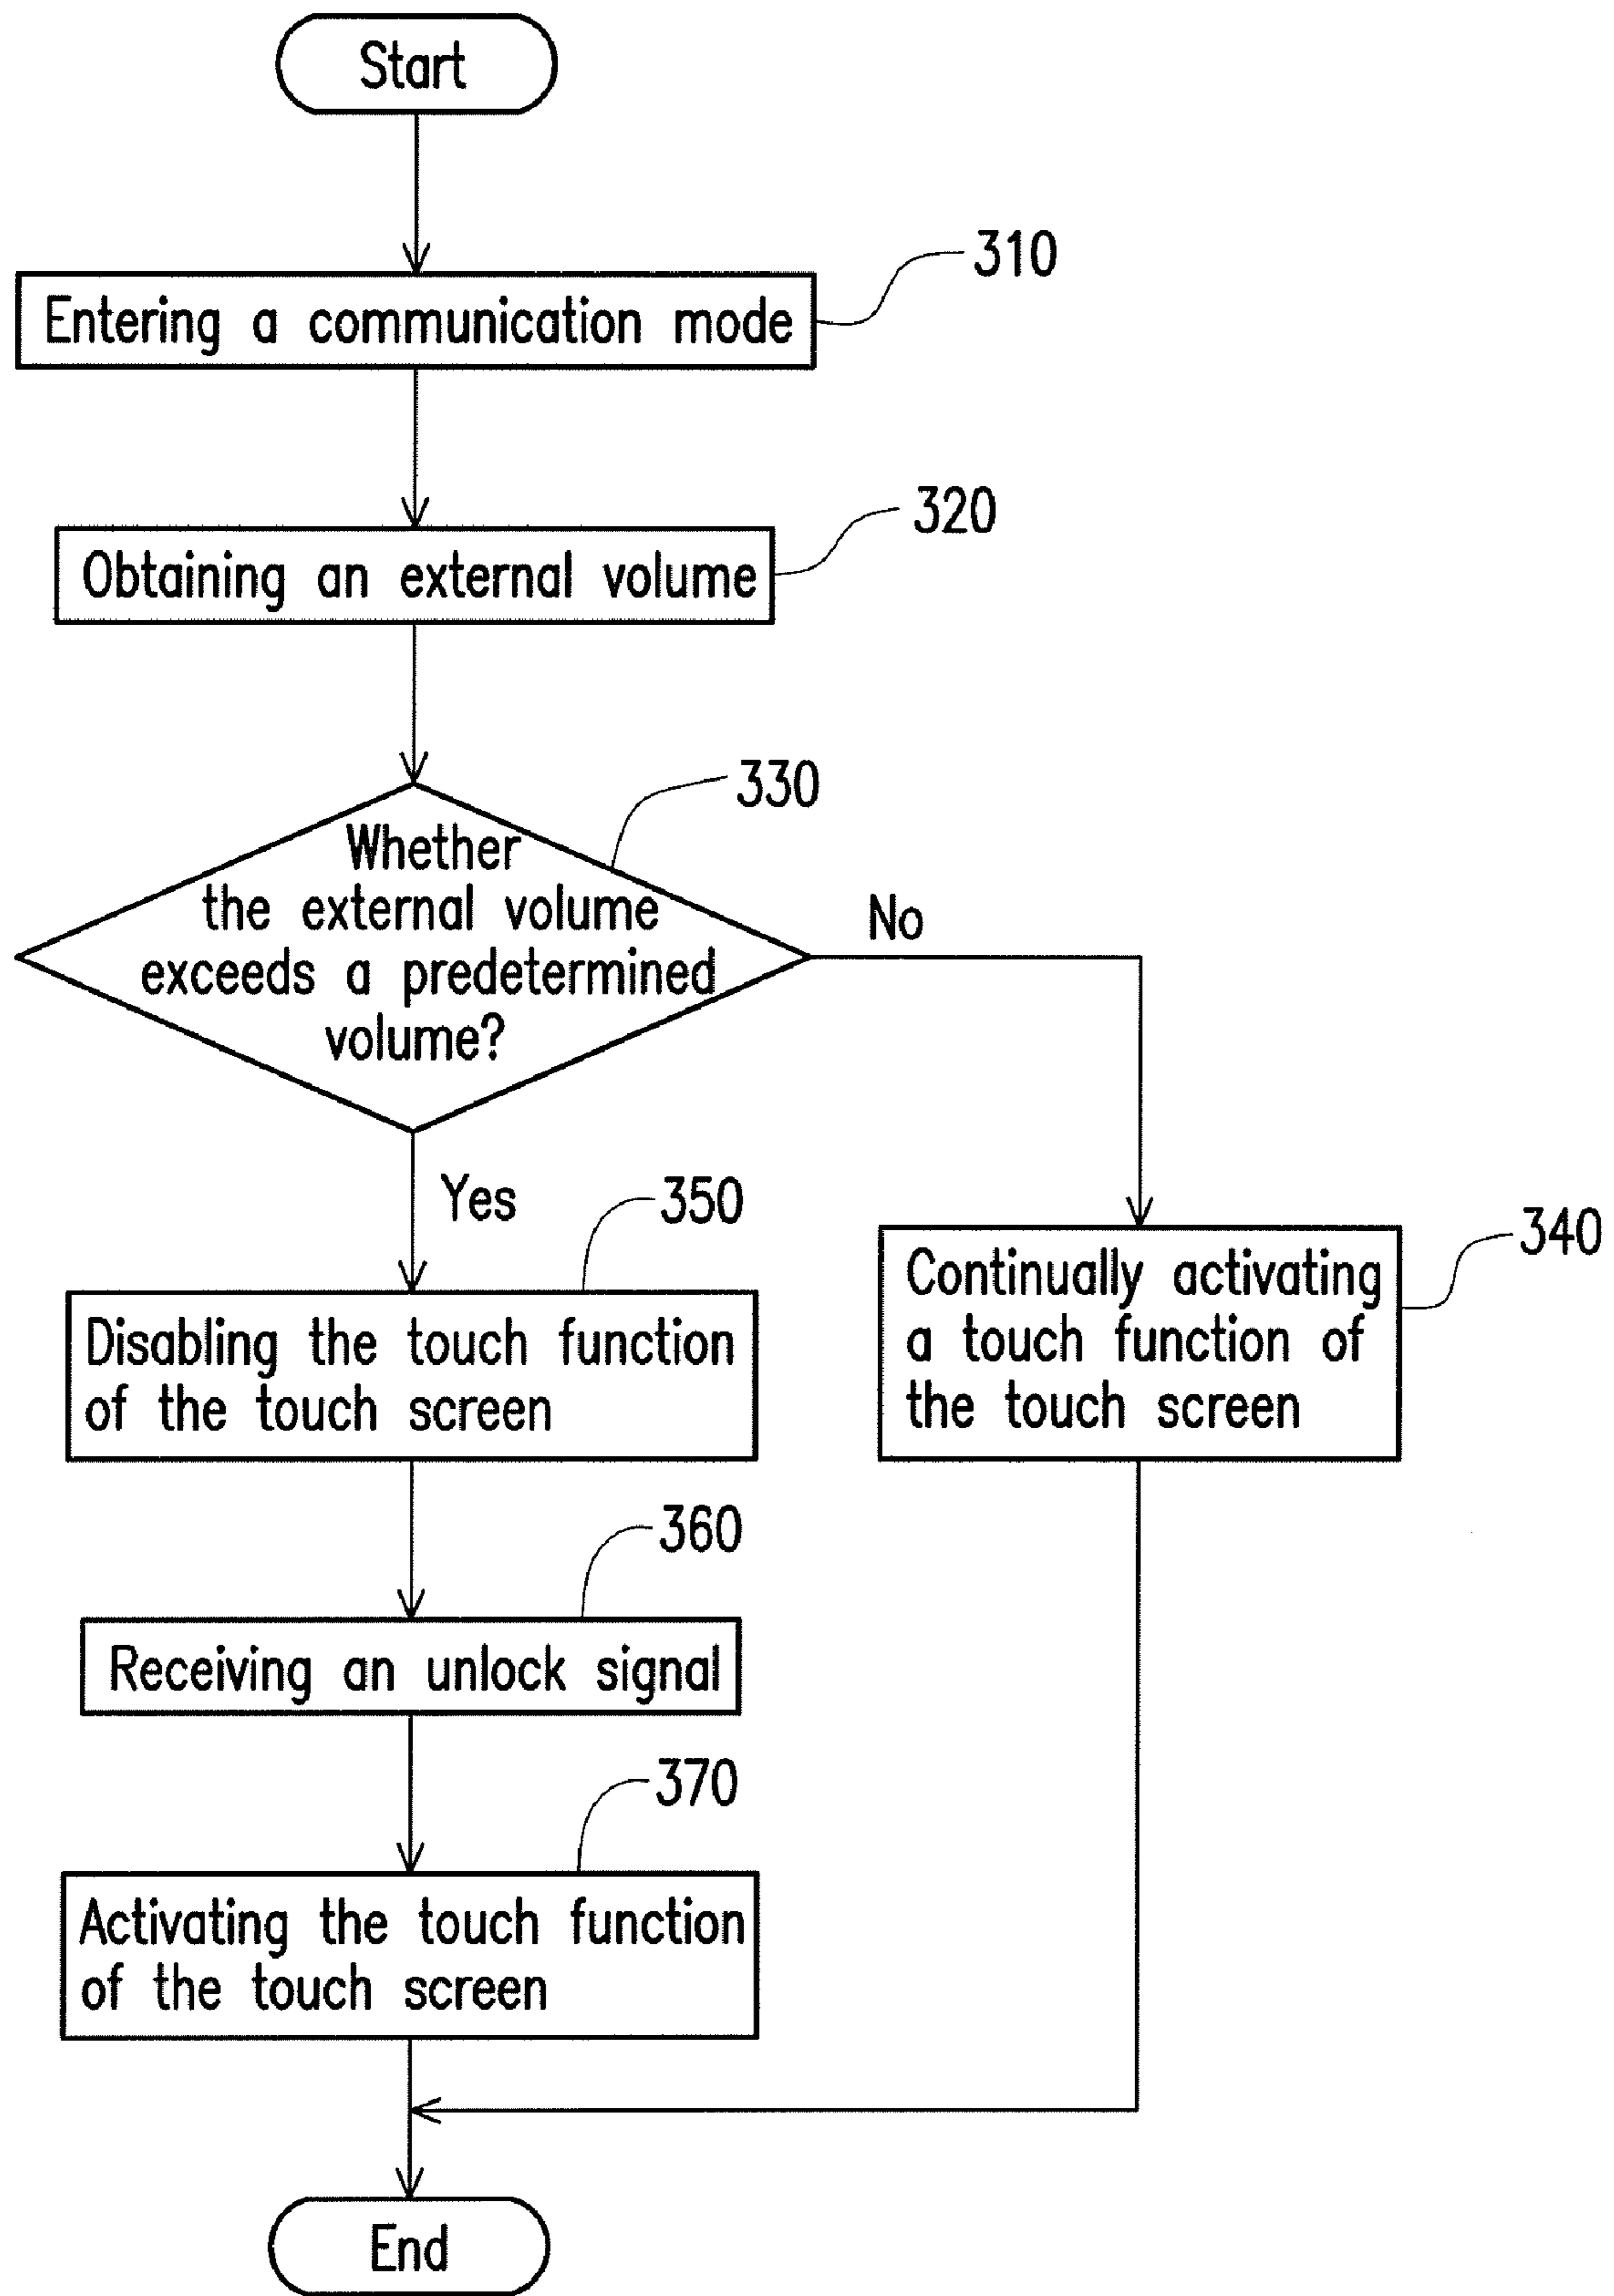 Start
310
Entering a communication mode
320
Obtaining an external volume
330
Whether
the external volume
exceeds a predetermined
volume?
No
Yes
350
Disabling the touch function
of the touch screen
340
Continually activating
a touch function of
the touch screen
360
Receiving an unlock signal
370
Activating the touch function
of the touch screen
End